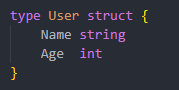 type User struct {
    Name string
    Age  int
}